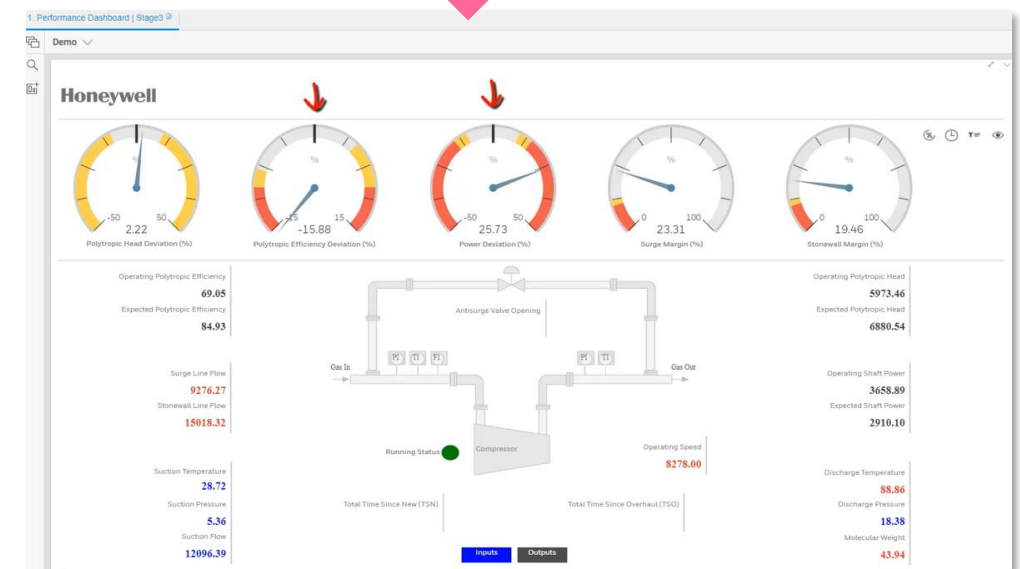 1. Performance Dashboard | Stage3
Demo
Honeywell
%
%
%
%
%
-50 50
2.22
Polytropic Head Deviation (%)
-15 15
-15.88
Polytropic Efficiency Deviation (%)
-50 50
25.73
Power Deviation (%)
0 100
23.31
Surge Margin (%)
0 100
19.46
Stonewall Margin (%)
Operating Polytropic Efficiency
69.05
Expected Polytropic Efficiency
84.93
Surge Line Flow
9276.27
Stonewall Line Flow
15018.32
Suction Temperature
28.72
Suction Pressure
5.36
Suction Flow
12096.39
Antisurge Valve Opening
Gas In
PI TI FI
PI TI
Gas Out
Running Status
Compressor
Operating Speed
8278.00
Total Time Since New (TSN)
Total Time Since Overhaul (TSO)
Inputs Outputs
Operating Polytropic Head
5973.46
Expected Polytropic Head
6880.54
Operating Shaft Power
3658.89
Expected Shaft Power
2910.10
Discharge Temperature
88.86
Discharge Pressure
18.38
Molecular Weight
43.94